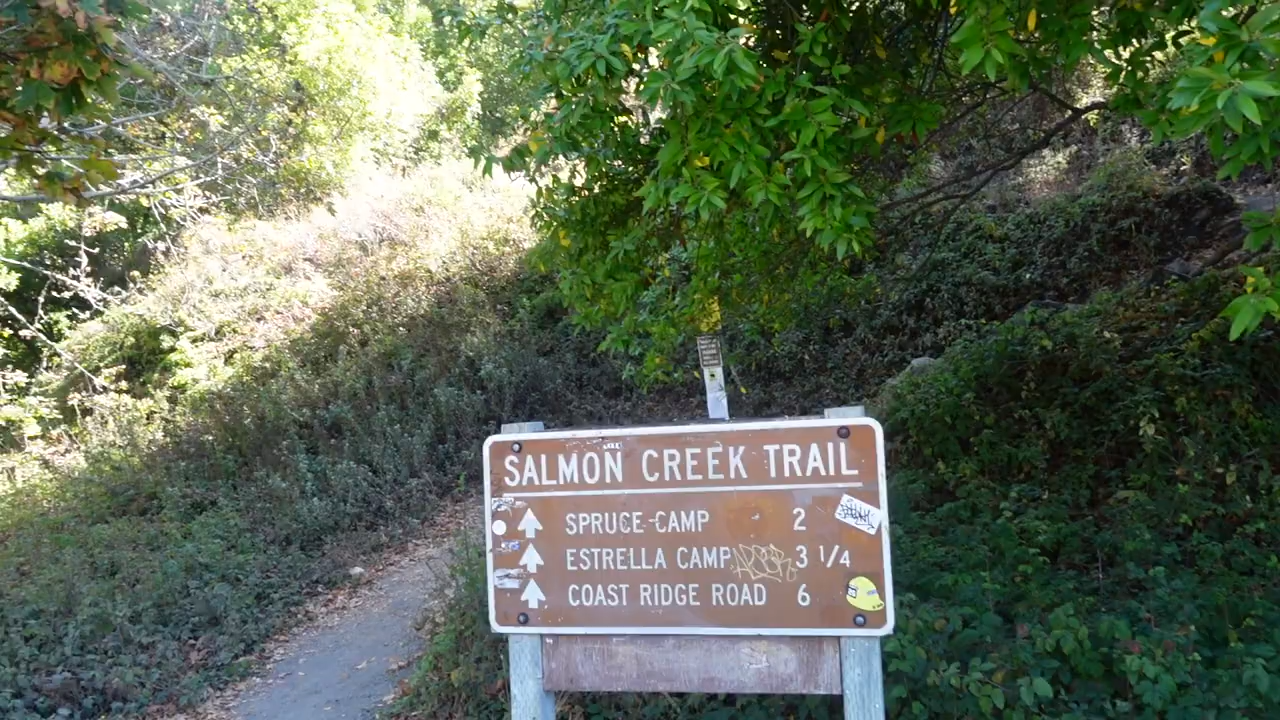 SALMON CREEK TRAIL
SPRUCE CAMP 2
ESTRELLA CAMP 3 1/4
COAST RIDGE ROAD 6